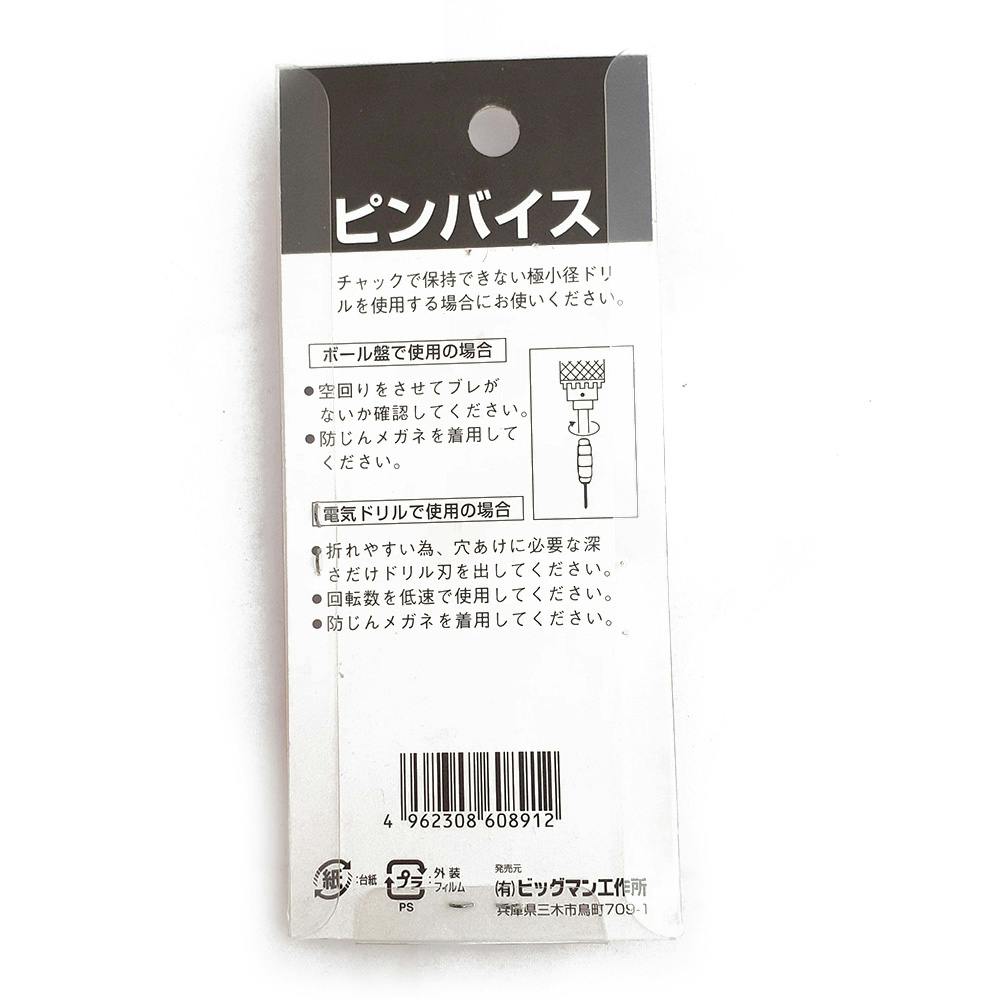 ピンバイス
チャックで保持できない極小径ドリ
ルを使用する場合にお使いください。
ボール盤で使用の場合
●空回りをさせてブレが
ないか確認してください。
●防じんメガネを着用して
ください。
電気ドリルで使用の場合
●折れやすい為、穴あけに必要な深
さだけドリル刃を出してください。
●回転数を低速で使用してください。
●防じんメガネを着用してください。
4 962308 608912
紙 :台紙
プラ :外装
フィルム
PS
発売元
(有)ビッグマン工作所
兵庫県三木市鳥町709-1